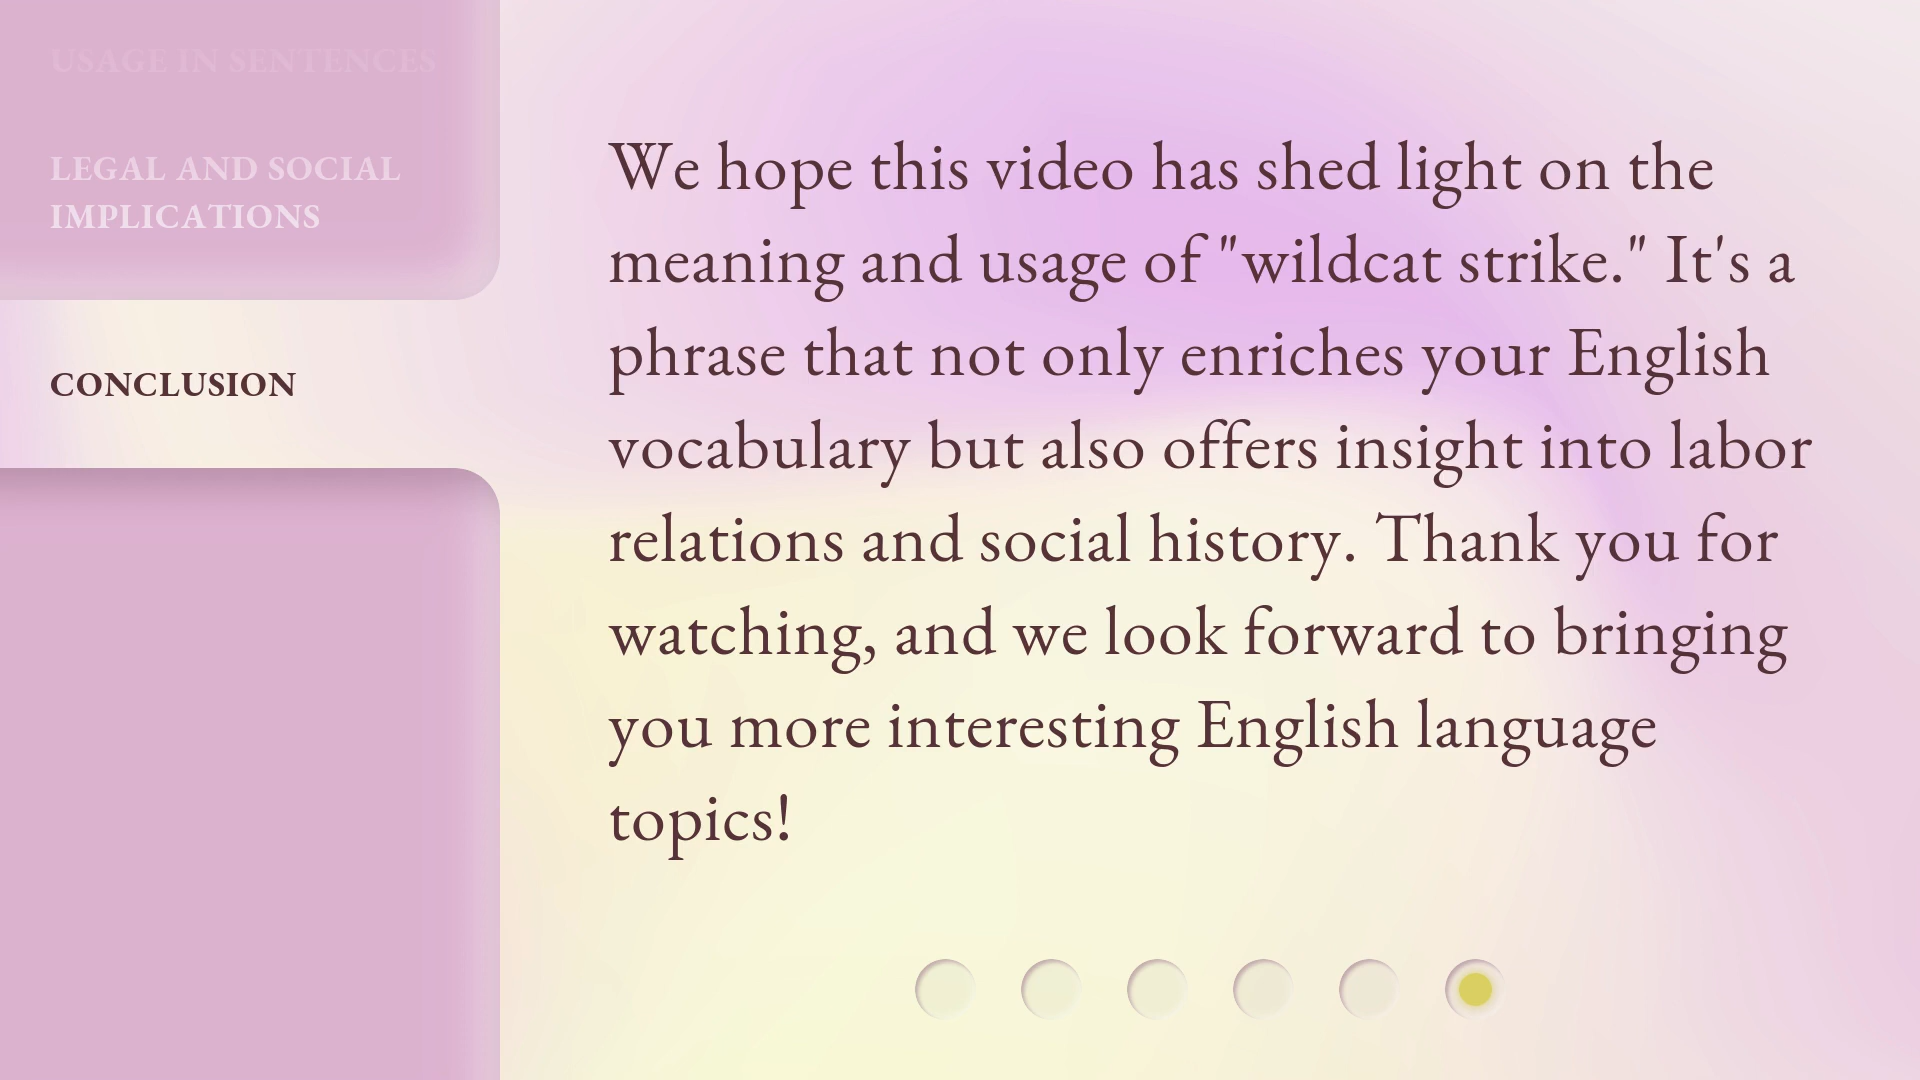 USAGE IN SENTENCES
LEGAL AND SOCIAL
IMPLICATIONS
CONCLUSION
We hope this video has shed light on the
meaning and usage of "wildcat strike." It's a
phrase that not only enriches your English
vocabulary but also offers insight into labor
relations and social history. Thank you for
watching, and we look forward to bringing
you more interesting English language
topics!